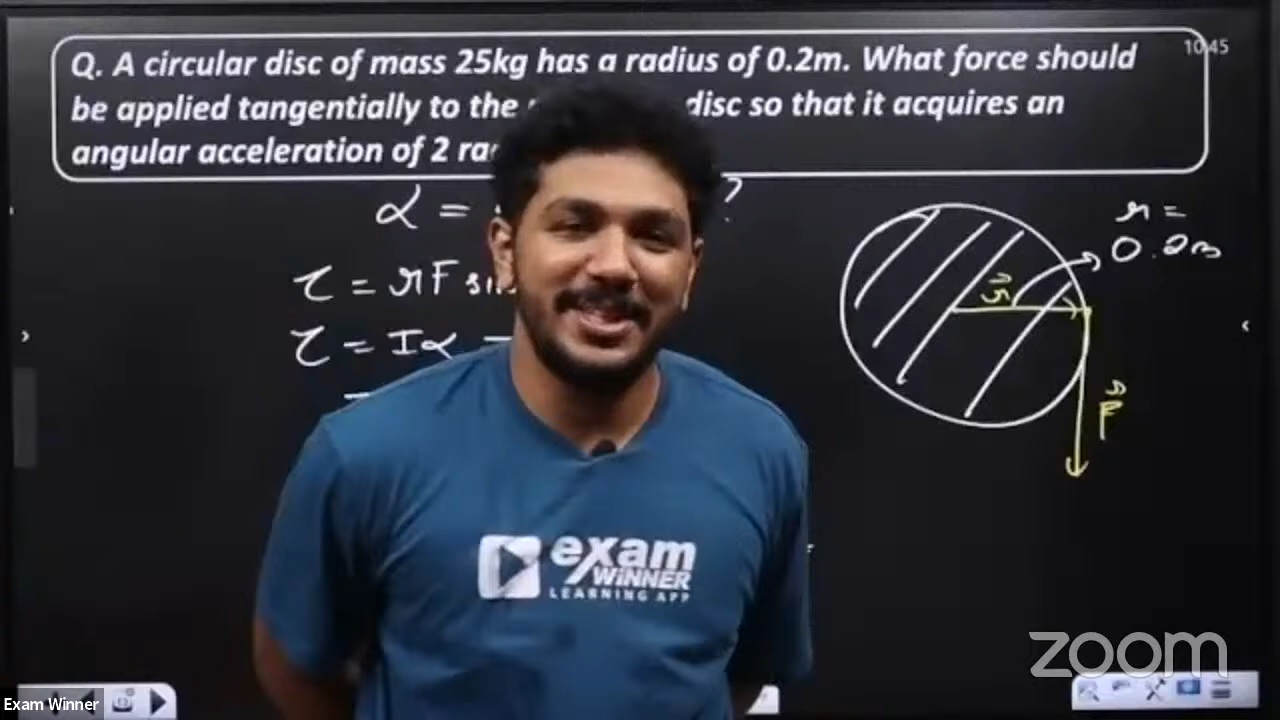 Q. A circular disc of mass 25kg has a radius of 0.2m. What force should
10:45
be applied tangentially to the disc so that it acquires an
angular acceleration of 2
α = ?
r =
0.2m
τ = rF
τ = Iα
r
F
exam
WINNER
LEARNING APP
zoom
Exam Winner